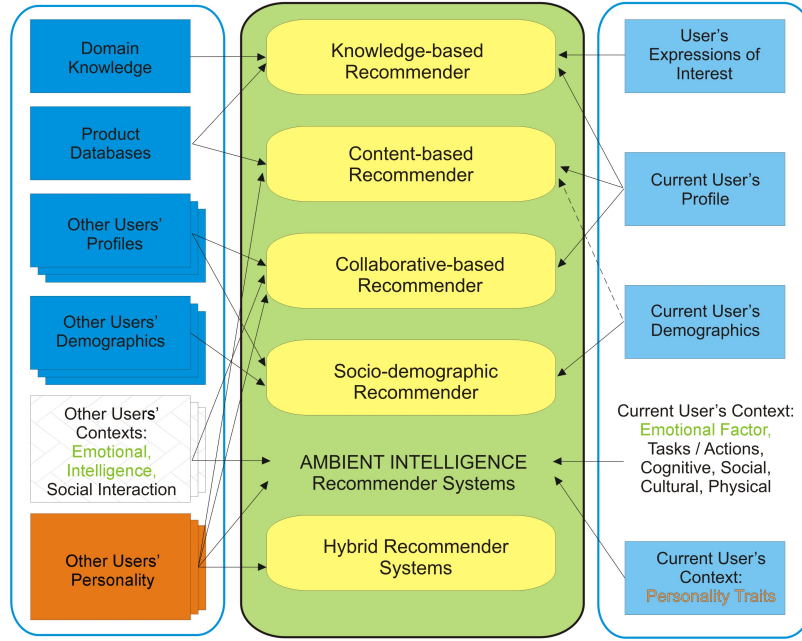 Domain
Knowledge
Product
Databases
Other Users'
Profiles
Other Users'
Demographics
Other Users'
Contexts:
Emotional,
Intelligence,
Social Interaction
Other Users'
Personality
Knowledge-based
Recommender
Content-based
Recommender
Collaborative-based
Recommender
Socio-demographic
Recommender
AMBIENT INTELLIGENCE
Recommender Systems
Hybrid Recommender
Systems
User's
Expressions of
Interest
Current User's
Profile
Current User's
Demographics
Current User's Context:
Emotional Factor,
Tasks / Actions,
Cognitive, Social,
Cultural, Physical
Current User's
Context:
Personality Traits